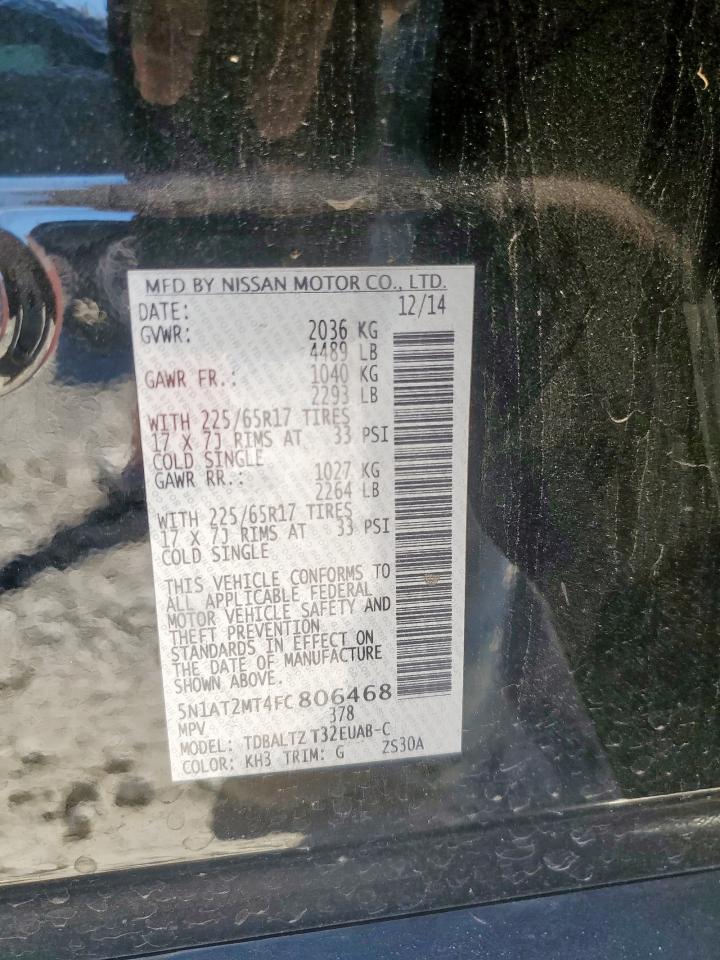 MFD BY NISSAN MOTOR CO., LTD.
DATE: 12/14
GVWR: 2036 KG
4489 LB
GAWR FR.: 1040 KG
2293 LB
WITH 225/65R17 TIRES
17 X 7J RIMS AT 33 PSI
COLD SINGLE
GAWR RR.: 1027 KG
2264 LB
WITH 225/65R17 TIRES
17 X 7J RIMS AT 33 PSI
COLD SINGLE
THIS VEHICLE CONFORMS TO
ALL APPLICABLE FEDERAL
MOTOR VEHICLE SAFETY AND
THEFT PREVENTION
STANDARDS IN EFFECT ON
THE DATE OF MANUFACTURE
SHOWN ABOVE.
5N1AT2MT4FC806468
MPV 378
MODEL: TDBALTZ T32EUAB-C
COLOR: KH3 TRIM: G ZS30A